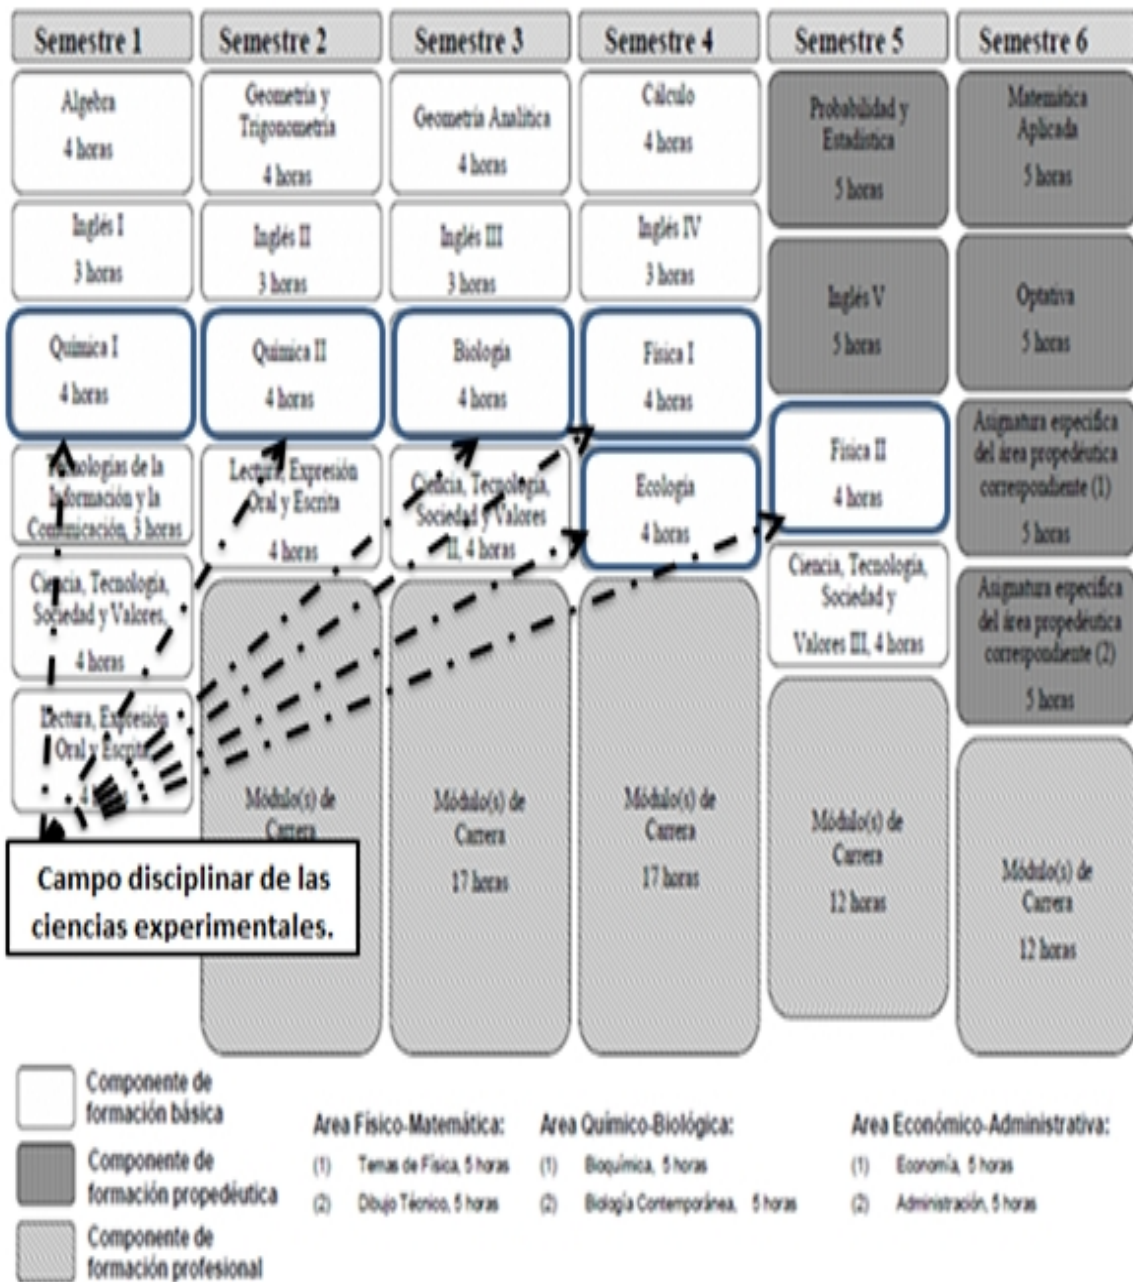 Semestre 1
Semestre 2
Semestre 3
Semestre 4
Semestre 5
Semestre 6
Algebra
4 horas
Geometría y
Trigonometría
4 horas
Geometría Analítica
4 horas
Cálculo
4 horas
Probabilidad y
Estadística
5 horas
Matemática
Aplicada
5 horas
Inglés I
3 horas
Inglés II
3 horas
Inglés III
3 horas
Inglés IV
3 horas
Inglés V
5 horas
Optativa
5 horas
Química I
4 horas
Química II
4 horas
Biología
4 horas
Física I
4 horas
Física II
4 horas
Asignatura específica
del área propedéutica
correspondiente (1)
5 horas
Tecnologías de la
Información y la
Comunicación, 3 horas
Lectura, Expresión
Oral y Escrita
4 horas
Ciencia, Tecnología,
Sociedad y Valores
II, 4 horas
Ecología
4 horas
Ciencia, Tecnología,
Sociedad y
Valores III, 4 horas
Asignatura específica
del área propedéutica
correspondiente (2)
5 horas
Ciencia, Tecnología,
Sociedad y Valores,
4 horas
Lectura, Expresión
Oral y Escrita,
4
Módulo(s) de
Carrera
Módulo(s) de
Carrera
17 horas
Módulo(s) de
Carrera
17 horas
Módulo(s) de
Carrera
12 horas
Módulo(s) de
Carrera
12 horas
Campo disciplinar de las
ciencias experimentales.
Componente de
formación básica
Componente de
formación propedéutica
Componente de
formación profesional
Area Físico-Matemática:
(1) Temas de Física, 5 horas
(2) Dibujo Técnico, 5 horas
Area Químico-Biológica:
(1) Bioquímica, 5 horas
(2) Biología Contemporánea, 5 horas
Area Económico-Administrativa:
(1) Economía, 5 horas
(2) Administración, 5 horas